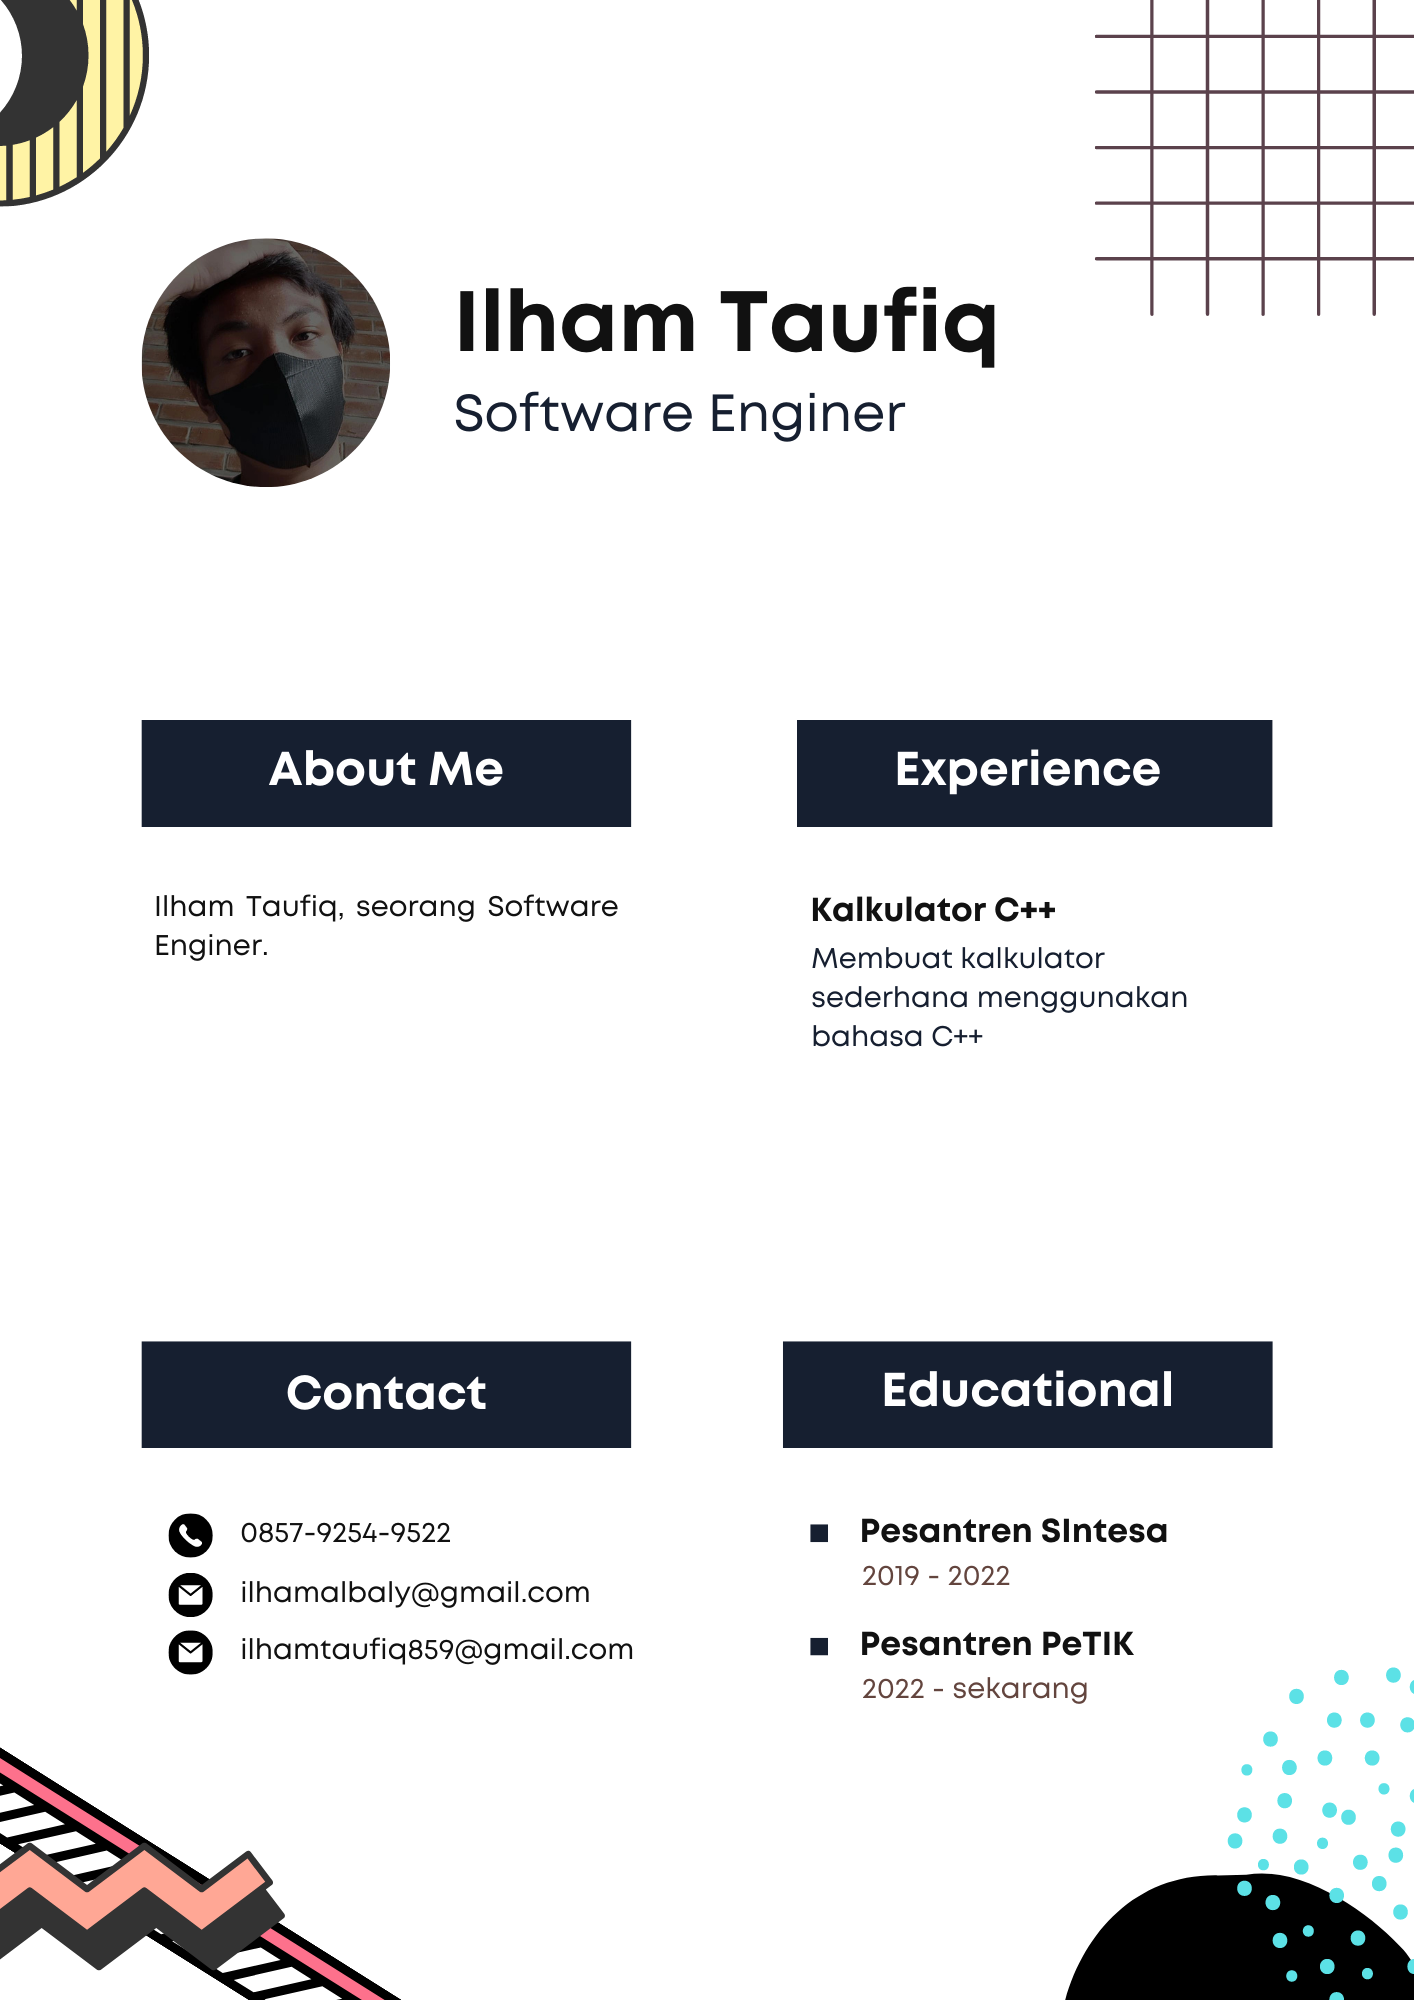 Ilham Taufiq
Software Enginer
About Me
Ilham Taufiq, seorang Software
Enginer.
Experience
Kalkulator C++
Membuat kalkulator
sederhana menggunakan
bahasa C++
Contact
0857-9254-9522
ilhamalbaly@gmail.com
ilhamtaufiq859@gmail.com
Educational
Pesantren SIntesa
2019 - 2022
Pesantren PeTIK
2022 - sekarang